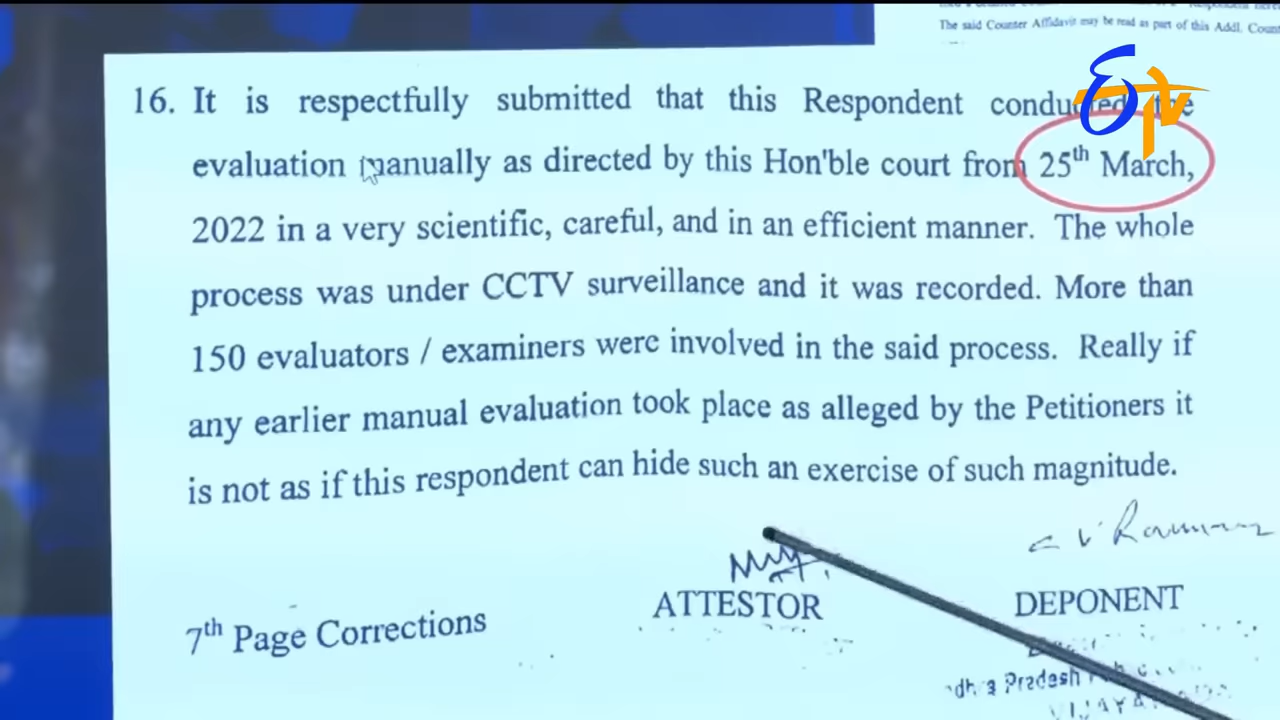 The said Counter Affidavit may be read as part of this Addl. Count
ETV
16. It is respectfully submitted that this Respondent conducted the
evaluation manually as directed by this Hon'ble court from 25th March,
2022 in a very scientific, careful, and in an efficient manner. The whole
process was under CCTV surveillance and it was recorded. More than
150 evaluators / examiners were involved in the said process. Really if
any earlier manual evaluation took place as alleged by the Petitioners it
is not as if this respondent can hide such an exercise of such magnitude.
ATTESTOR
DEPONENT
7th Page Corrections
dhra Pradesh
VIJAYA